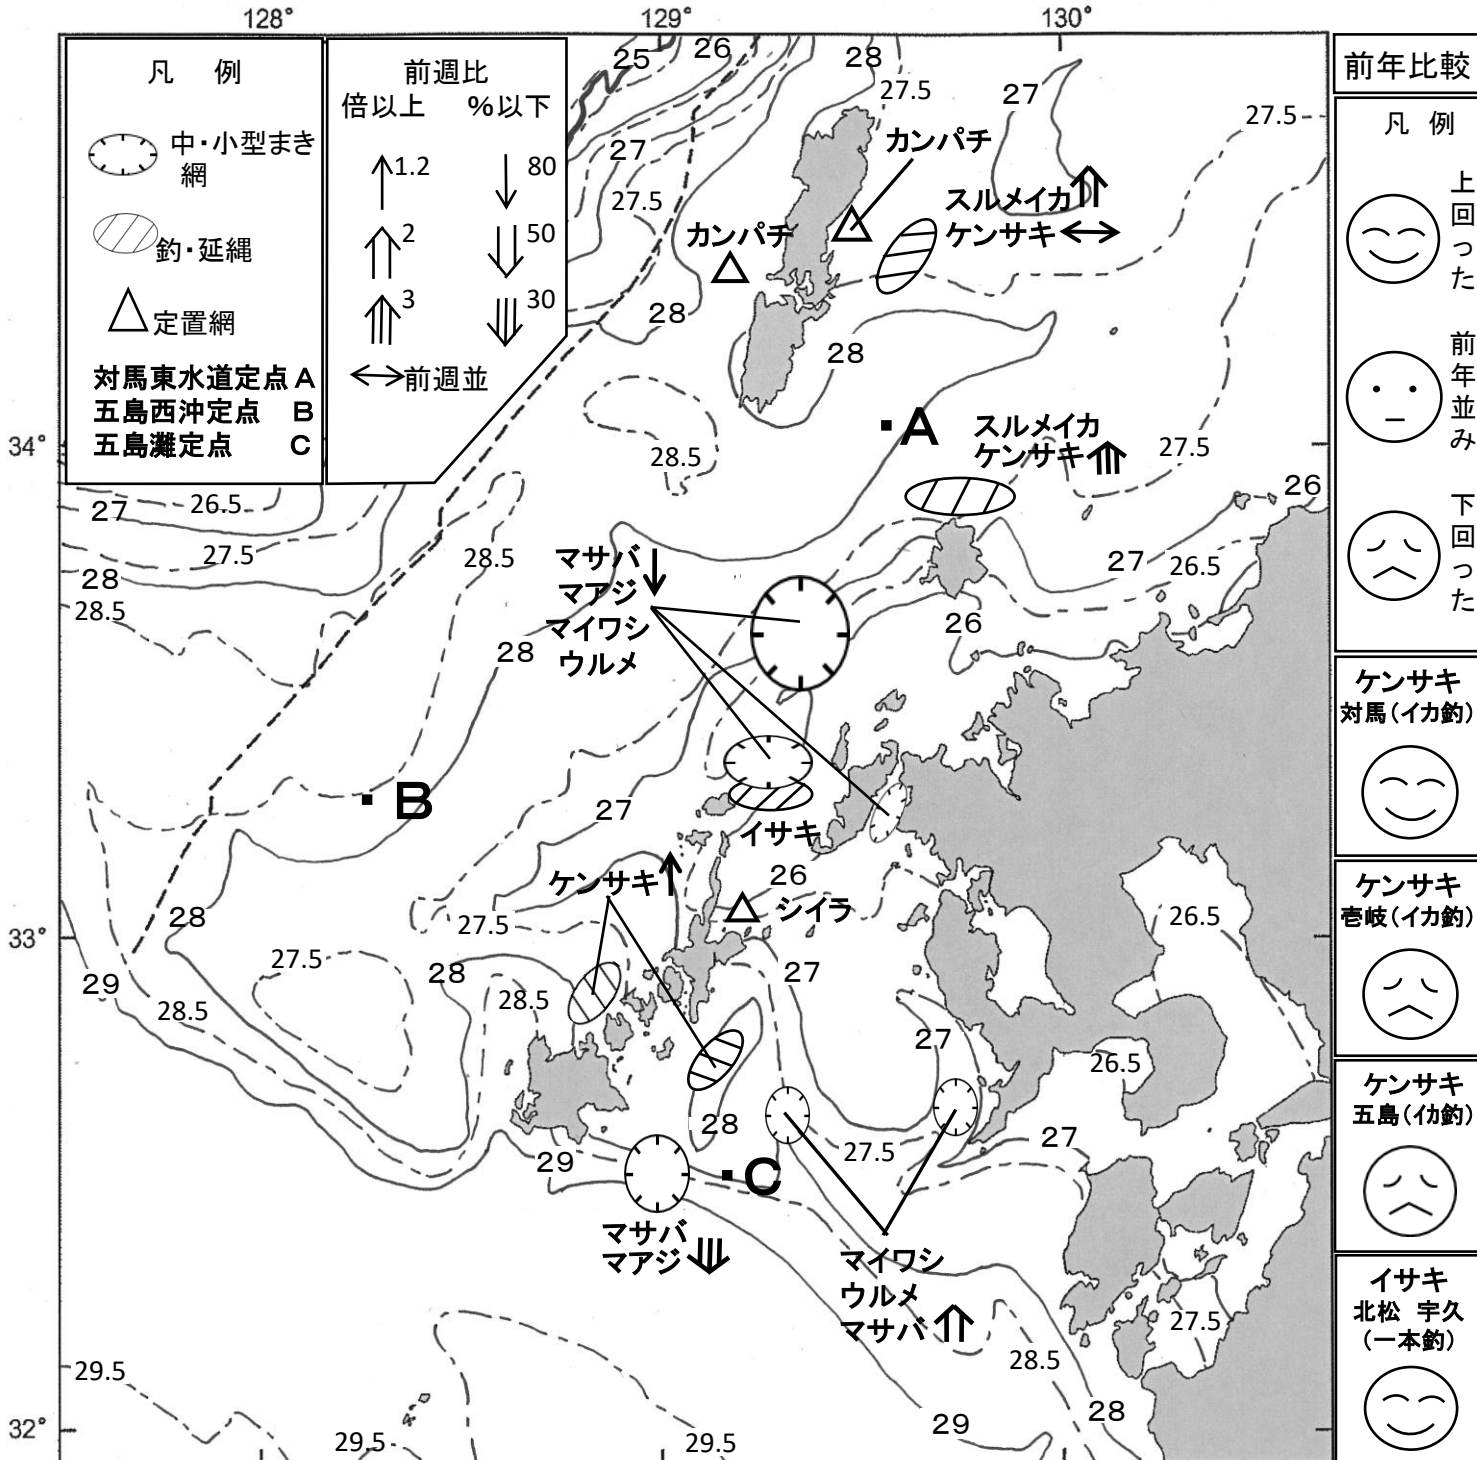 128°
129°
130°
34°
33°
32°
凡 例
中・小型まき
網
釣・延縄
定置網
対馬東水道定点 A
五島西沖定点 B
五島灘定点 C
前週比
倍以上 %以下
1.2 80
2 50
3 30
前週並
25
26
28
27.5
27
27.5
27
27.5
カンパチ
スルメイカ
ケンサキ
カンパチ
28
28
A
スルメイカ
ケンサキ
27.5
28.5
26
26.5
27
27.5
28
28.5
28.5
マサバ
マアジ
マイワシ
ウルメ
27
26.5
26
28
B
27
イサキ
ケンサキ
26
シイラ
27.5
28
27.5
28
29
28.5
28.5
27
26.5
27
26.5
28
27.5
27
29
C
マサバ
マアジ
マイワシ
ウルメ
マサバ
27.5
28.5
28
29
29.5
29.5
29.5
前年比較
凡 例
上回った
前年並み
下回った
ケンサキ
対馬(イカ釣)
ケンサキ
壱岐(イカ釣)
ケンサキ
五島(イカ釣)
イサキ
北松 宇久
(一本釣)